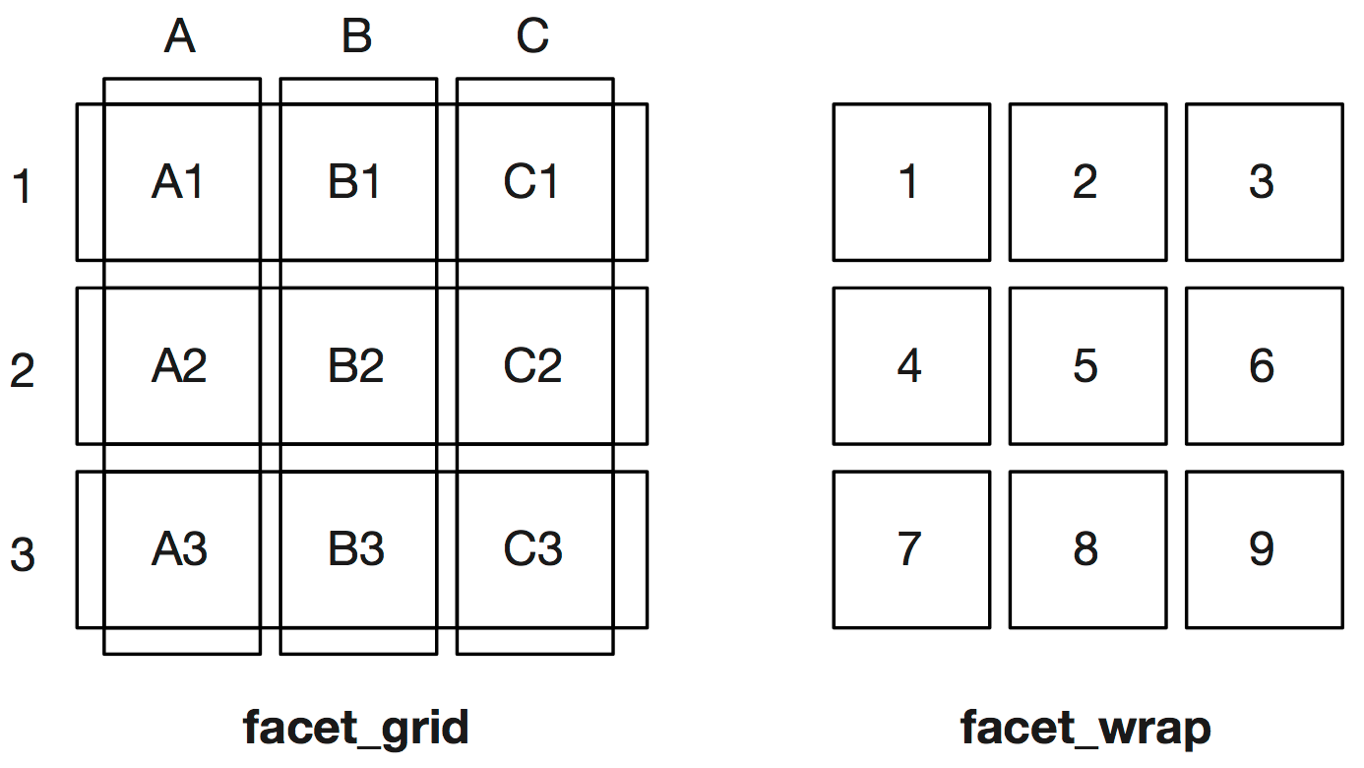 A B C
1 A1 B1 C1
2 A2 B2 C2
3 A3 B3 C3
facet_grid
1 2 3
4 5 6
7 8 9
facet_wrap